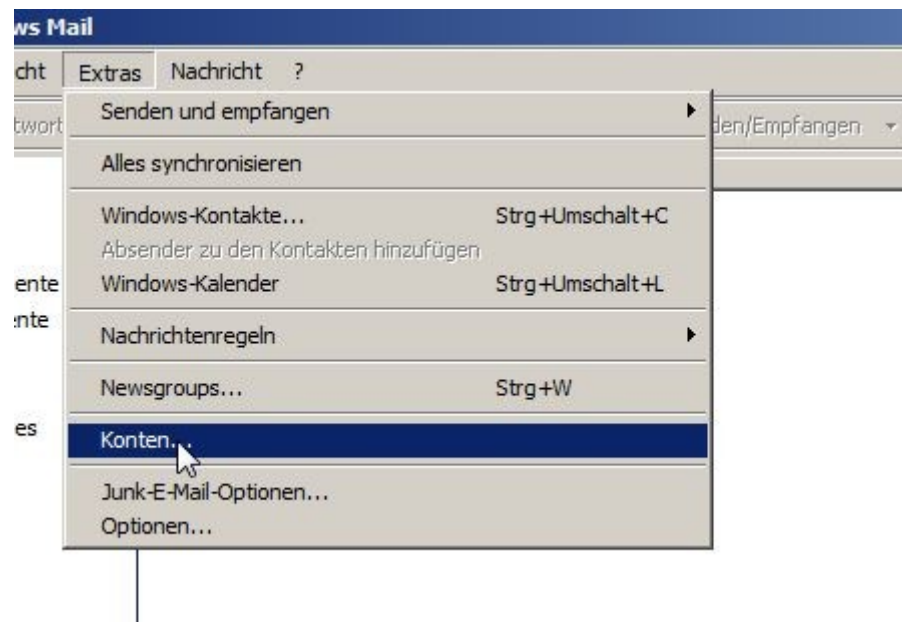 ws Mail
cht Extras Nachricht ?
twort
Senden und empfangen
den/Empfangen
Alles synchronisieren
Windows-Kontakte... Strg+Umschalt+C
Absender zu den Kontakten hinzufügen
ente Windows-Kalender Strg+Umschalt+L
ente
Nachrichtenregeln
Newsgroups... Strg+W
es Konten...
Junk-E-Mail-Optionen...
Optionen...